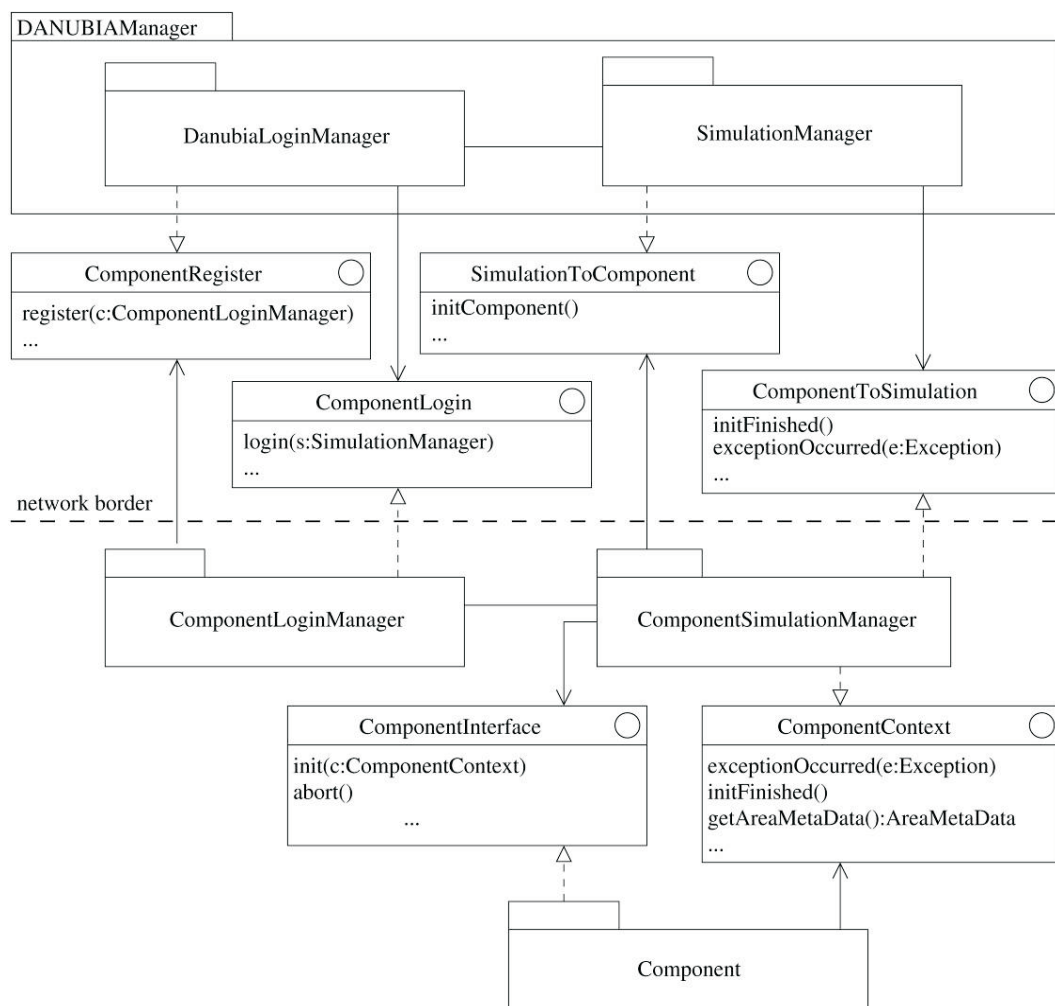 DANUBIAManager
DanubiaLoginManager
SimulationManager
ComponentRegister
register(c:ComponentLoginManager)
...
SimulationToComponent
initComponent()
...
ComponentLogin
login(s:SimulationManager)
...
ComponentToSimulation
initFinished()
exceptionOccurred(e:Exception)
...
network border
ComponentLoginManager
ComponentSimulationManager
ComponentInterface
init(c:ComponentContext)
abort()
...
ComponentContext
exceptionOccurred(e:Exception)
initFinished()
getAreaMetaData():AreaMetaData
...
Component